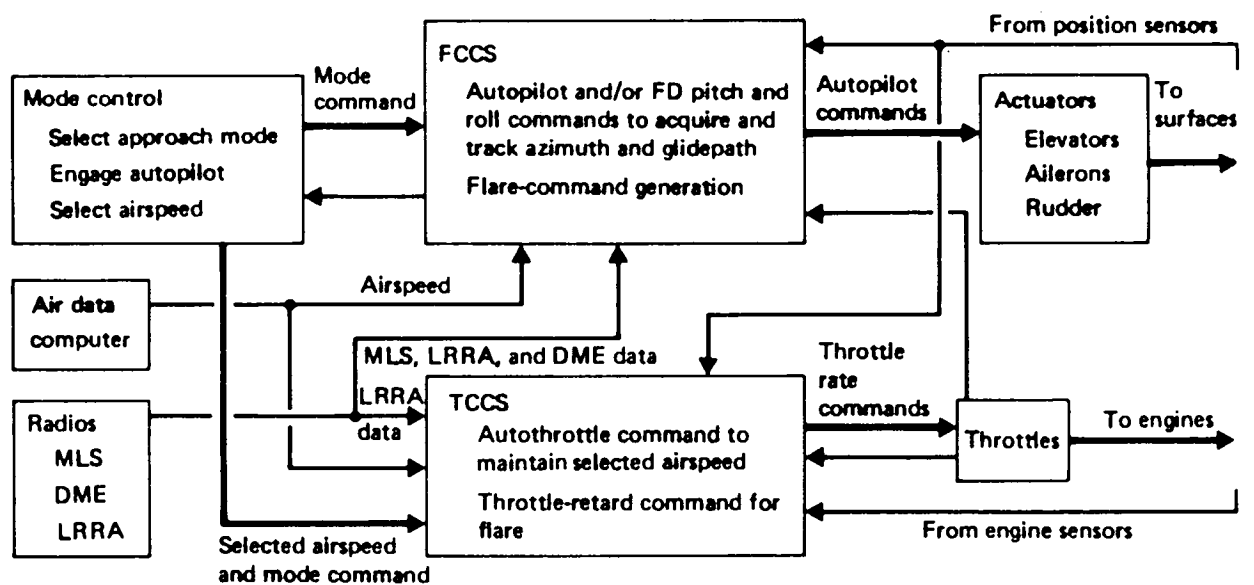 From position sensors
FCCS
Autopilot and/or FD pitch and
roll commands to acquire and
track azimuth and glidepath
Flare-command generation
Mode
command
Mode control
Select approach mode
Engage autopilot
Select airspeed
Autopilot
commands
Actuators
Elevators
Ailerons
Rudder
To
surfaces
Air data
computer
Airspeed
MLS, LRRA, and DME data
LRRA
data
Radios
MLS
DME
LRRA
TCCS
Autothrottle command to
maintain selected airspeed
Throttle-retard command for
flare
Throttle
rate
commands
Throttles
To engines
From engine sensors
Selected airspeed
and mode command